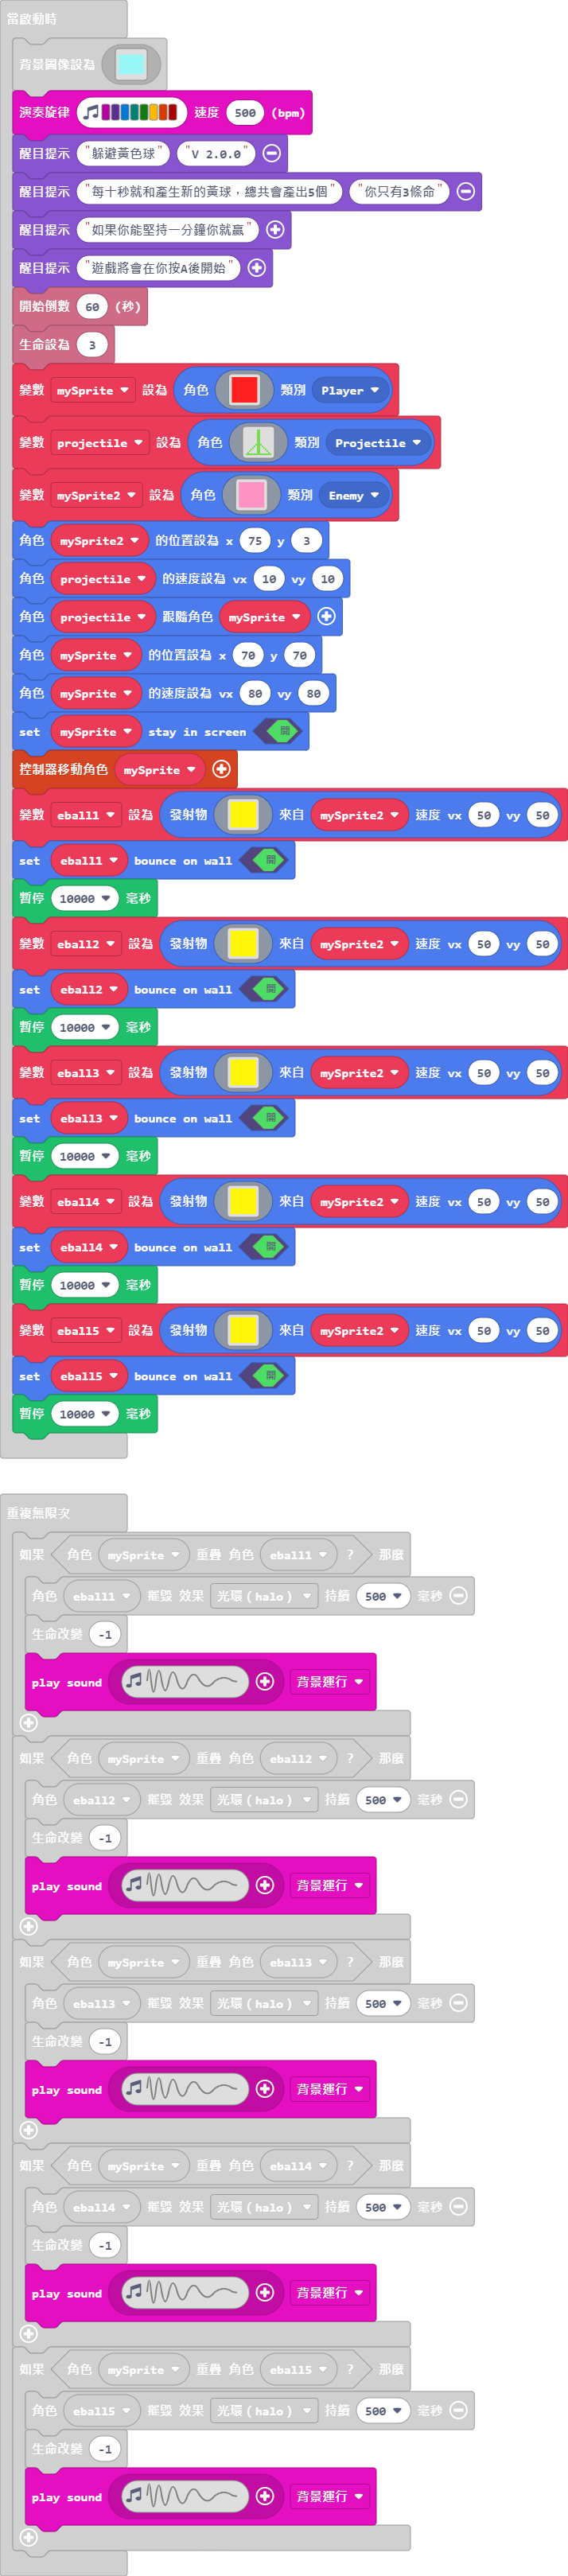 當啟動時
背景圖像設為
演奏旋律 速度 500 (bpm)
醒目提示 "躲避黃色球" "V 2.0.0"
醒目提示 "每十秒就和產生新的黃球,總共會產出5個" "你只有3條命"
醒目提示 "如果你能堅持一分鐘你就贏"
醒目提示 "遊戲將會在你按A後開始"
開始倒數 60 (秒)
生命設為 3
變數 mySprite 設為 角色 類別 Player
變數 projectile 設為 角色 類別 Projectile
變數 mySprite2 設為 角色 類別 Enemy
角色 mySprite2 的位置設為 x 75 y 3
角色 projectile 的速度設為 vx 10 vy 10
角色 projectile 跟隨角色 mySprite
角色 mySprite 的位置設為 x 70 y 70
角色 mySprite 的速度設為 vx 80 vy 80
set mySprite stay in screen 開
控制器移動角色 mySprite
變數 eball1 設為 發射物 來自 mySprite2 速度 vx 50 vy 50
set eball1 bounce on wall 開
暫停 10000 毫秒
變數 eball2 設為 發射物 來自 mySprite2 速度 vx 50 vy 50
set eball2 bounce on wall 開
暫停 10000 毫秒
變數 eball3 設為 發射物 來自 mySprite2 速度 vx 50 vy 50
set eball3 bounce on wall 開
暫停 10000 毫秒
變數 eball4 設為 發射物 來自 mySprite2 速度 vx 50 vy 50
set eball4 bounce on wall 開
暫停 10000 毫秒
變數 eball5 設為 發射物 來自 mySprite2 速度 vx 50 vy 50
set eball5 bounce on wall 開
暫停 10000 毫秒
重複無限次
如果 角色 mySprite 重疊 角色 eball1 ? 那麼
角色 eball1 摧毀 效果 光環 (halo) 持續 500 毫秒
生命改變 -1
play sound 背景運行
如果 角色 mySprite 重疊 角色 eball2 ? 那麼
角色 eball2 摧毀 效果 光環 (halo) 持續 500 毫秒
生命改變 -1
play sound 背景運行
如果 角色 mySprite 重疊 角色 eball3 ? 那麼
角色 eball3 摧毀 效果 光環 (halo) 持續 500 毫秒
生命改變 -1
play sound 背景運行
如果 角色 mySprite 重疊 角色 eball4 ? 那麼
角色 eball4 摧毀 效果 光環 (halo) 持續 500 毫秒
生命改變 -1
play sound 背景運行
如果 角色 mySprite 重疊 角色 eball5 ? 那麼
角色 eball5 摧毀 效果 光環 (halo) 持續 500 毫秒
生命改變 -1
play sound 背景運行